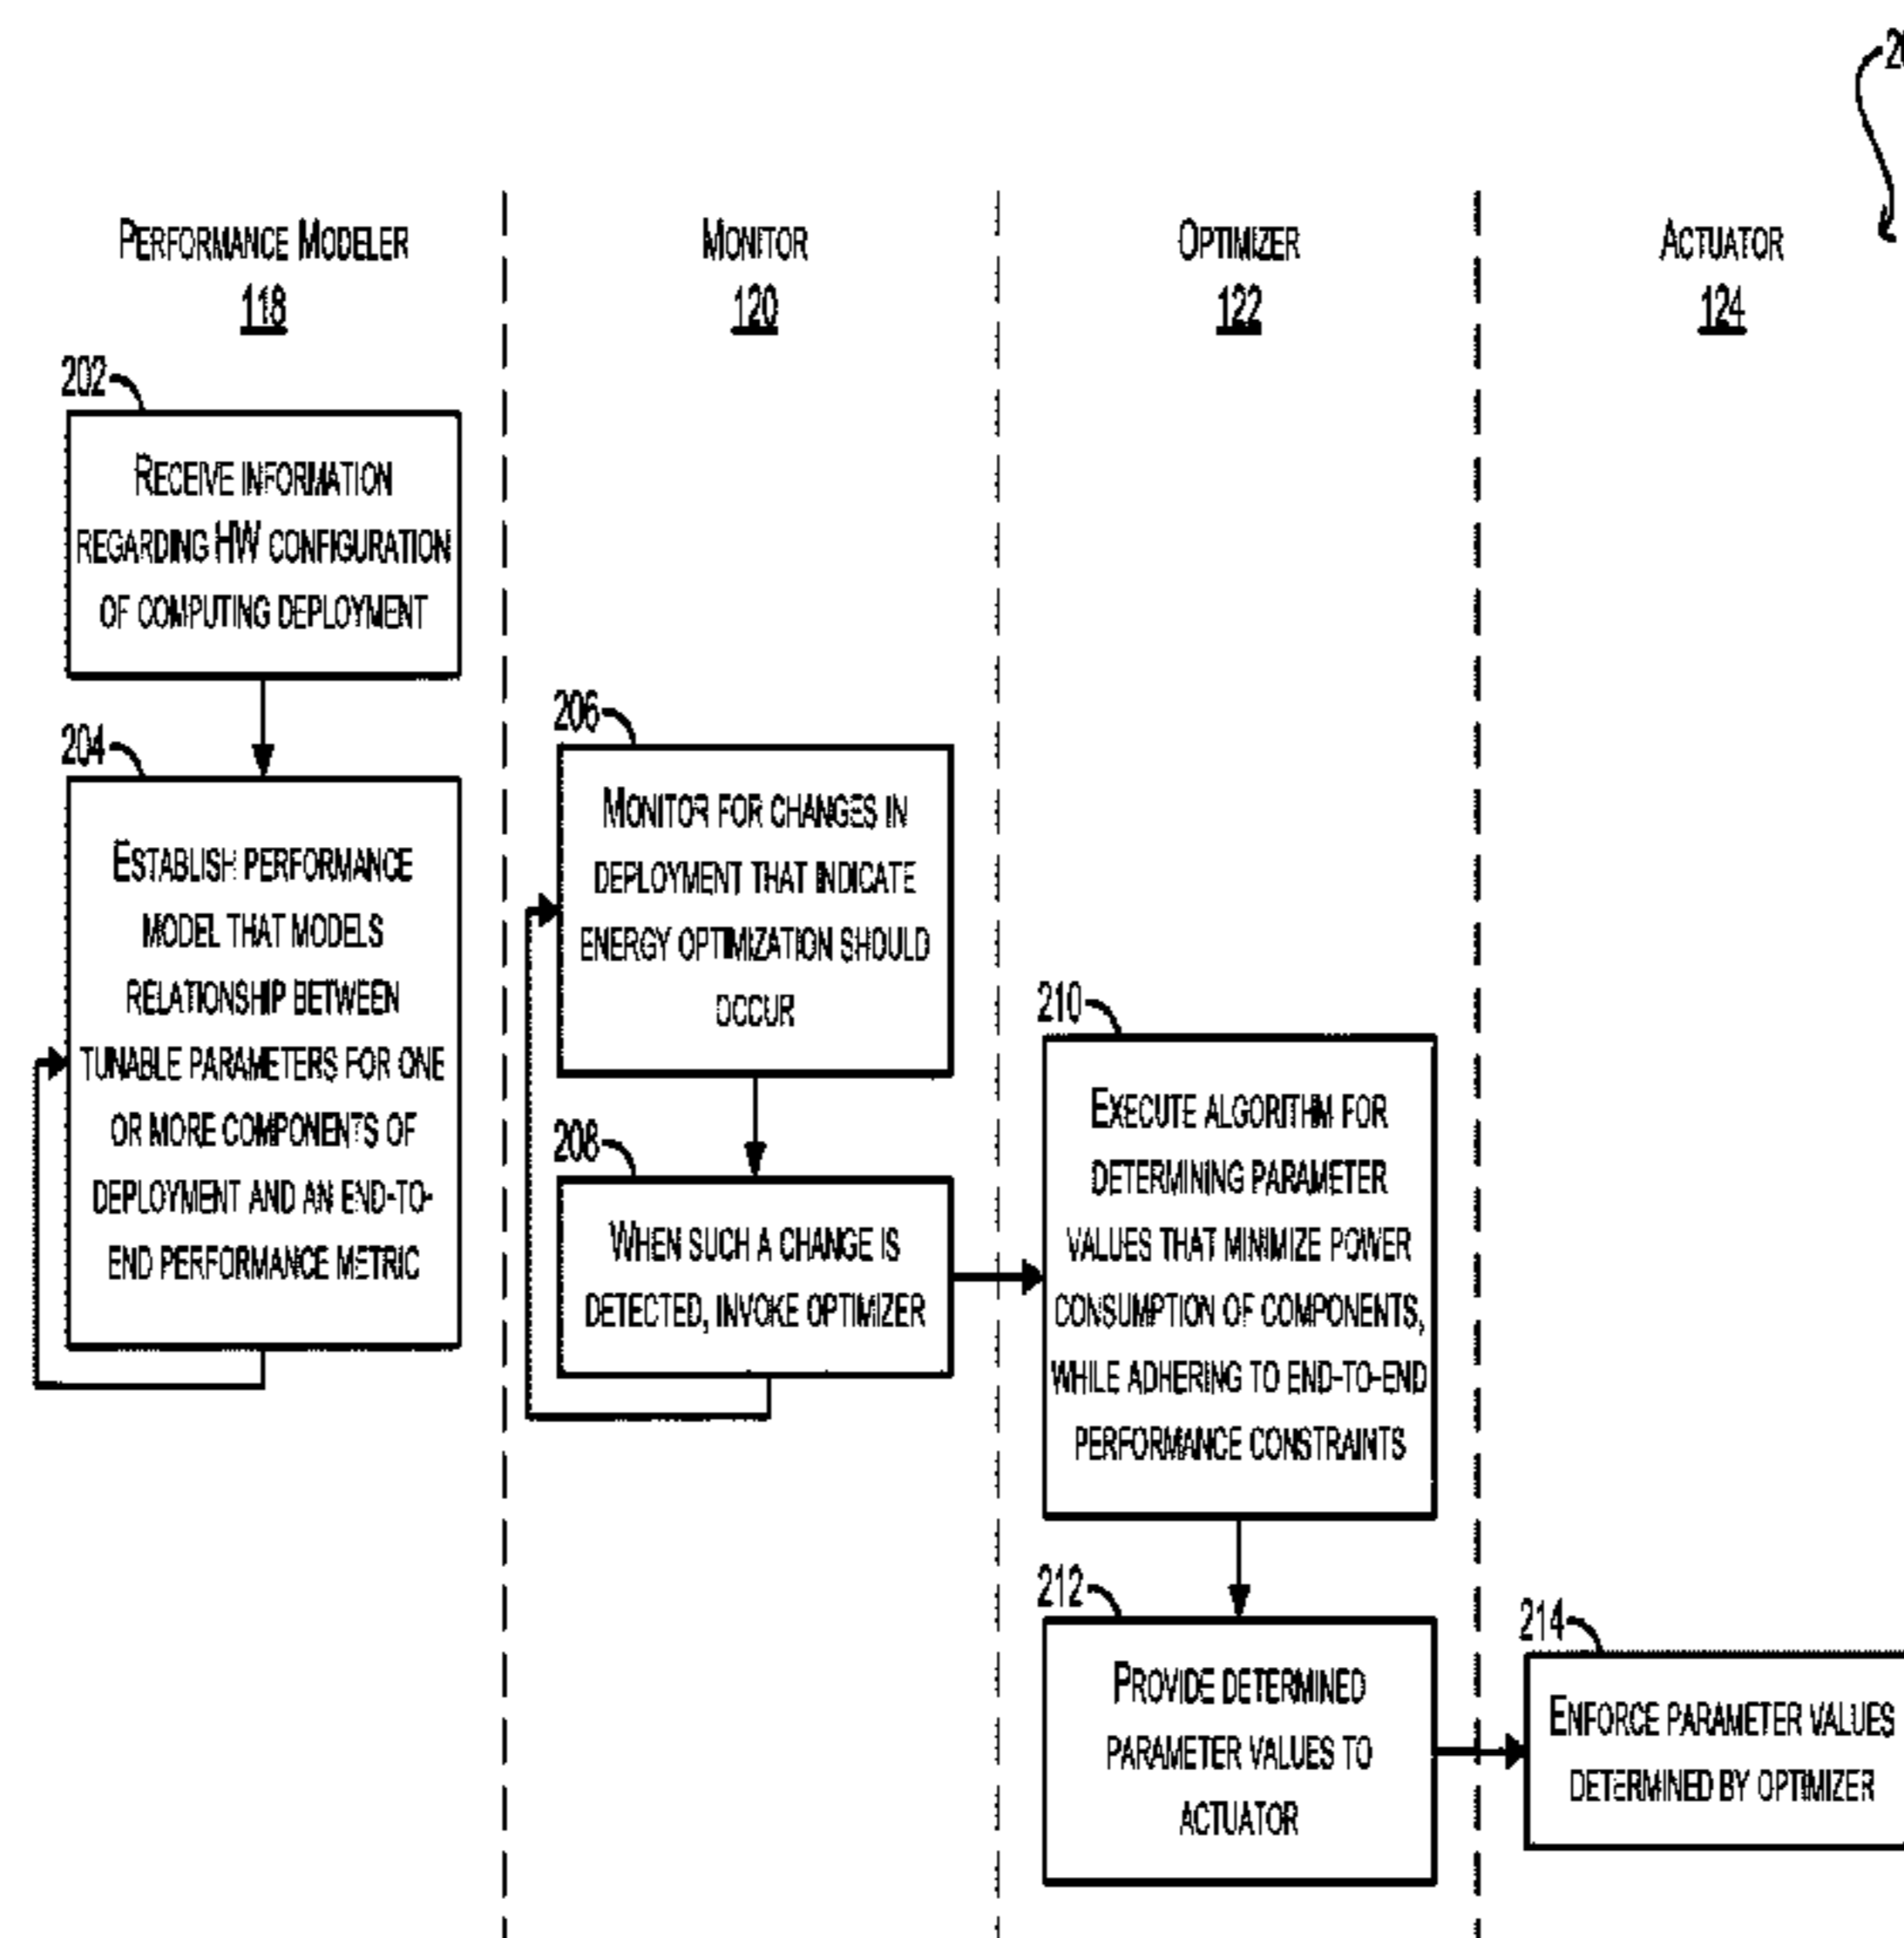 PERFORMANCE MODELER
118
MONITOR
120
OPTIMIZER
122
ACTUATOR
124
202
RECEIVE INFORMATION
REGARDING HW CONFIGURATION
OF COMPUTING DEPLOYMENT
204
ESTABLISH PERFORMANCE
MODEL THAT MODELS
RELATIONSHIP BETWEEN
TUNABLE PARAMETERS FOR ONE
OR MORE COMPONENTS OF
DEPLOYMENT AND AN END-TO-
END PERFORMANCE METRIC
206
MONITOR FOR CHANGES IN
DEPLOYMENT THAT INDICATE
ENERGY OPTIMIZATION SHOULD
OCCUR
208
WHEN SUCH A CHANGE IS
DETECTED, INVOKE OPTIMIZER
210
EXECUTE ALGORITHM FOR
DETERMINING PARAMETER
VALUES THAT MINIMIZE POWER
CONSUMPTION OF COMPONENTS,
WHILE ADHERING TO END-TO-END
PERFORMANCE CONSTRAINTS
212
PROVIDE DETERMINED
PARAMETER VALUES TO
ACTUATOR
214
ENFORCE PARAMETER VALUES
DETERMINED BY OPTIMIZER